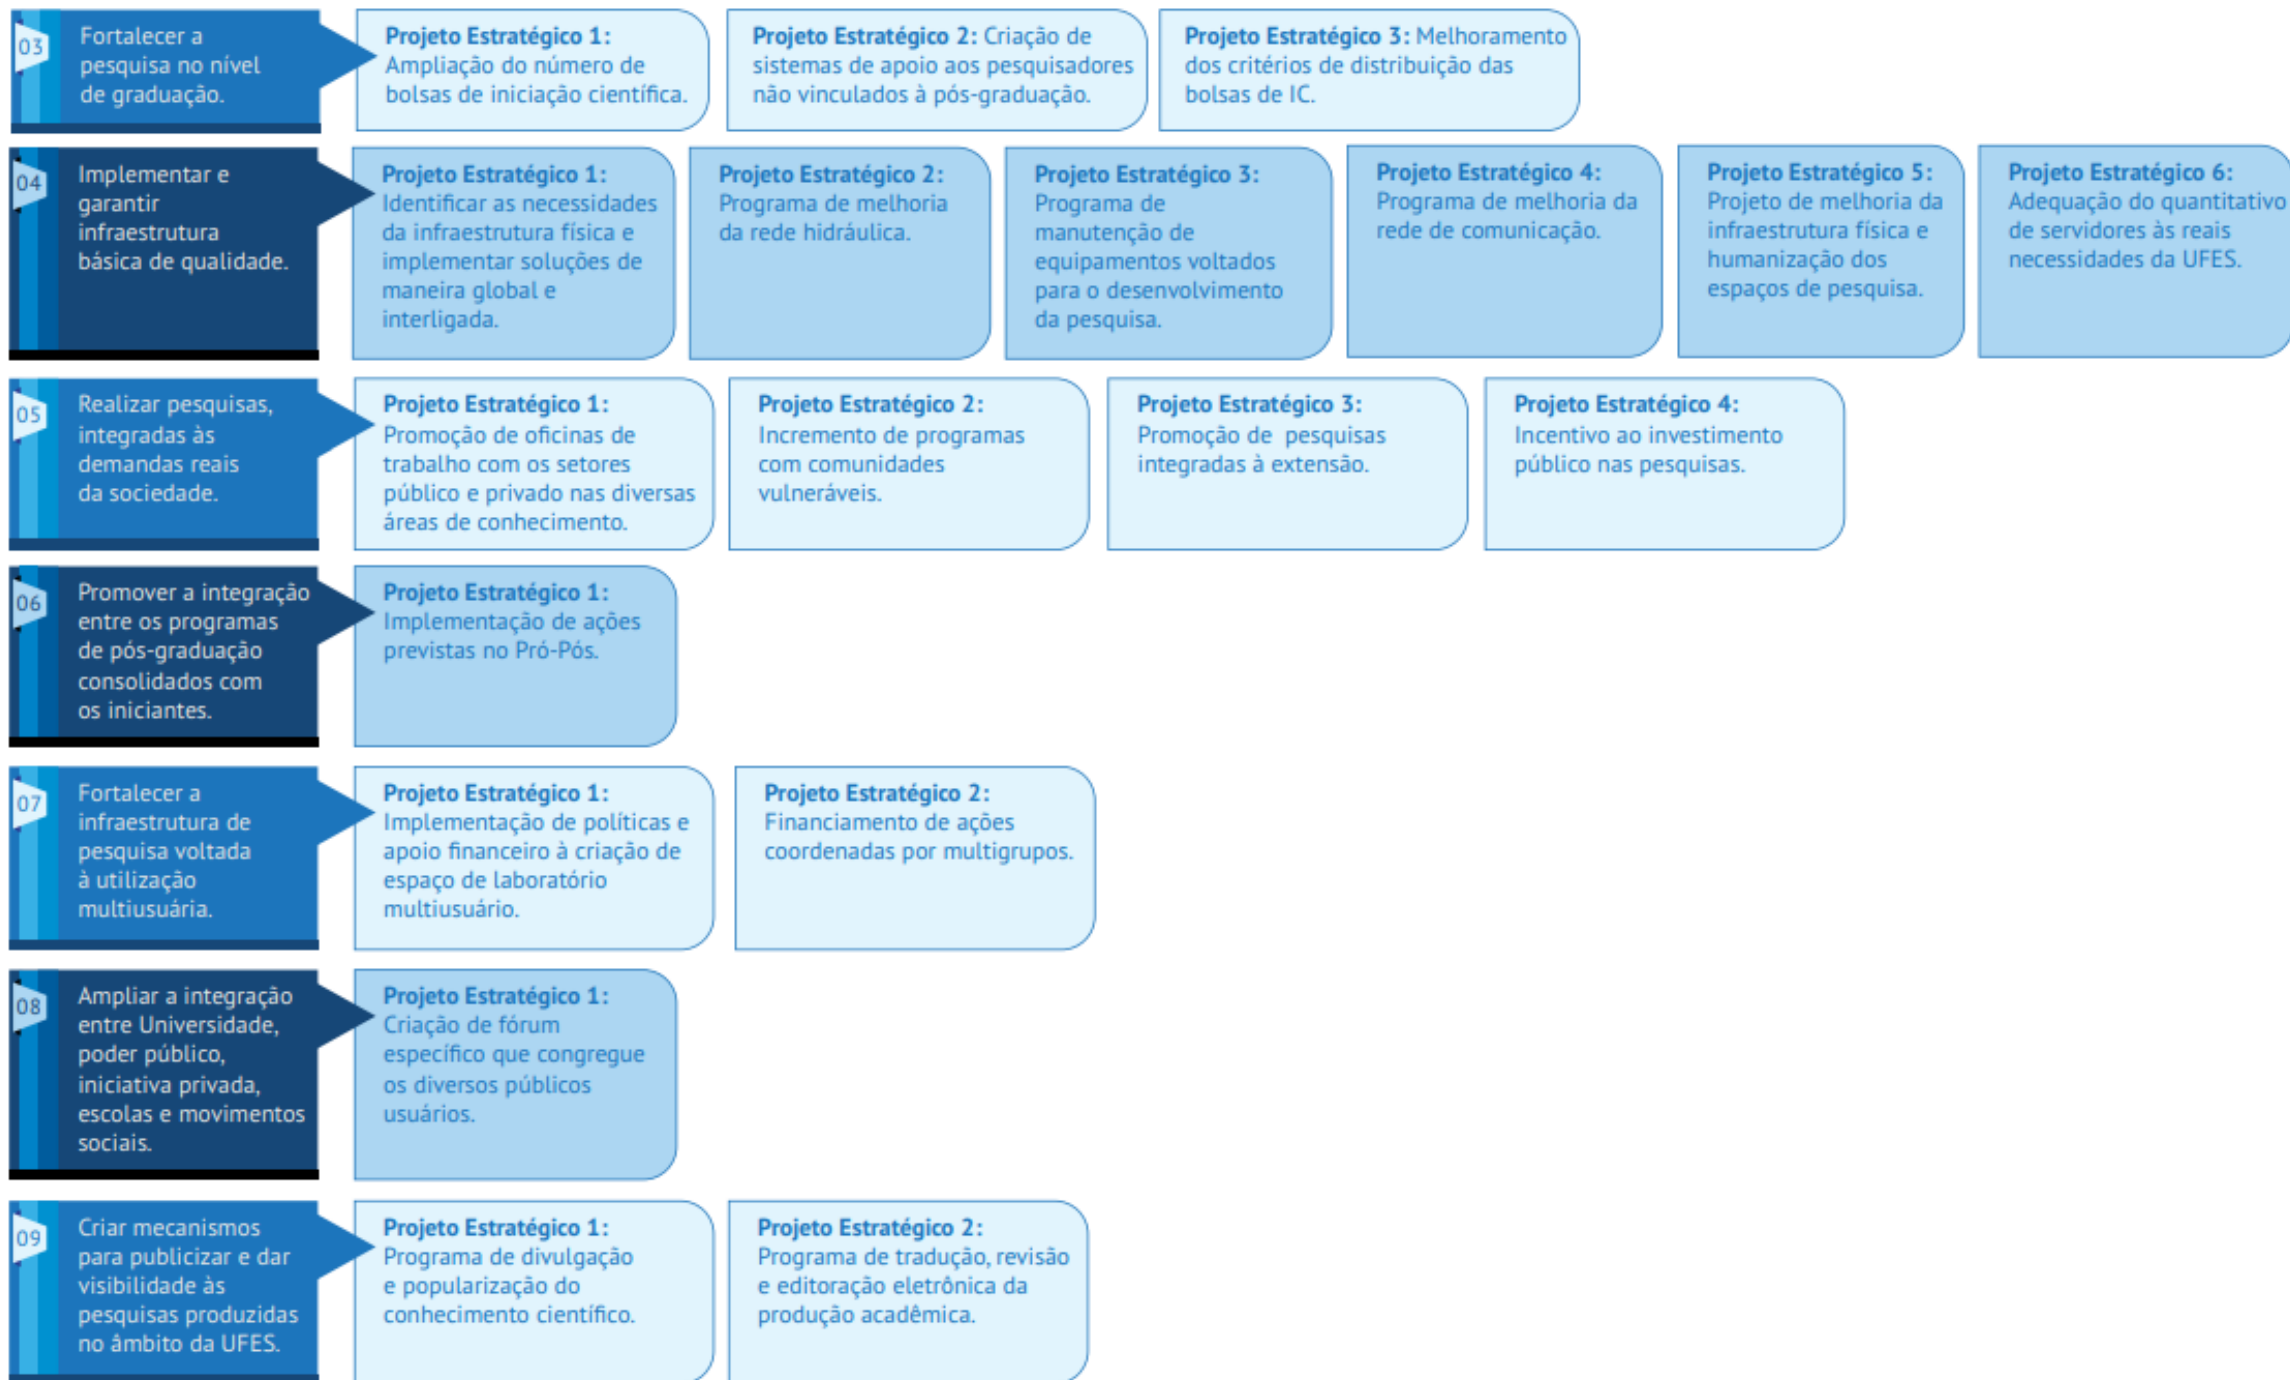 03
Fortalecer a
pesquisa no nível
de graduação.
Projeto Estratégico 1:
Ampliação do número de
bolsas de iniciação científica.
Projeto Estratégico 2: Criação de
sistemas de apoio aos pesquisadores
não vinculados à pós-graduação.
Projeto Estratégico 3: Melhoramento
dos critérios de distribuição das
bolsas de IC.
04
Implementar e
garantir
infraestrutura
básica de qualidade.
Projeto Estratégico 1:
Identificar as necessidades
da infraestrutura física e
implementar soluções de
maneira global e
interligada.
Projeto Estratégico 2:
Programa de melhoria
da rede hidráulica.
Projeto Estratégico 3:
Programa de
manutenção de
equipamentos voltados
para o desenvolvimento
da pesquisa.
Projeto Estratégico 4:
Programa de melhoria da
rede de comunicação.
Projeto Estratégico 5:
Projeto de melhoria da
infraestrutura física e
humanização dos
espaços de pesquisa.
Projeto Estratégico 6:
Adequação do quantitativo
de servidores às reais
necessidades da UFES.
05
Realizar pesquisas,
integradas às
demandas reais
da sociedade.
Projeto Estratégico 1:
Promoção de oficinas de
trabalho com os setores
público e privado nas diversas
áreas de conhecimento.
Projeto Estratégico 2:
Incremento de programas
com comunidades
vulneráveis.
Projeto Estratégico 3:
Promoção de pesquisas
integradas à extensão.
Projeto Estratégico 4:
Incentivo ao investimento
público nas pesquisas.
06
Promover a integração
entre os programas
de pós-graduação
consolidados com
os iniciantes.
Projeto Estratégico 1:
Implementação de ações
previstas no Pró-Pós.
07
Fortalecer a
infraestrutura de
pesquisa voltada
à utilização
multiusuária.
Projeto Estratégico 1:
Implementação de políticas e
apoio financeiro à criação de
espaço de laboratório
multiusuário.
Projeto Estratégico 2:
Financiamento de ações
coordenadas por multigrupos.
08
Ampliar a integração
entre Universidade,
poder público,
iniciativa privada,
escolas e movimentos
sociais.
Projeto Estratégico 1:
Criação de fórum
específico que congregue
os diversos públicos
usuários.
09
Criar mecanismos
para publicizar e dar
visibilidade às
pesquisas produzidas
no âmbito da UFES.
Projeto Estratégico 1:
Programa de divulgação
e popularização do
conhecimento científico.
Projeto Estratégico 2:
Programa de tradução, revisão
e editoração eletrônica da
produção acadêmica.